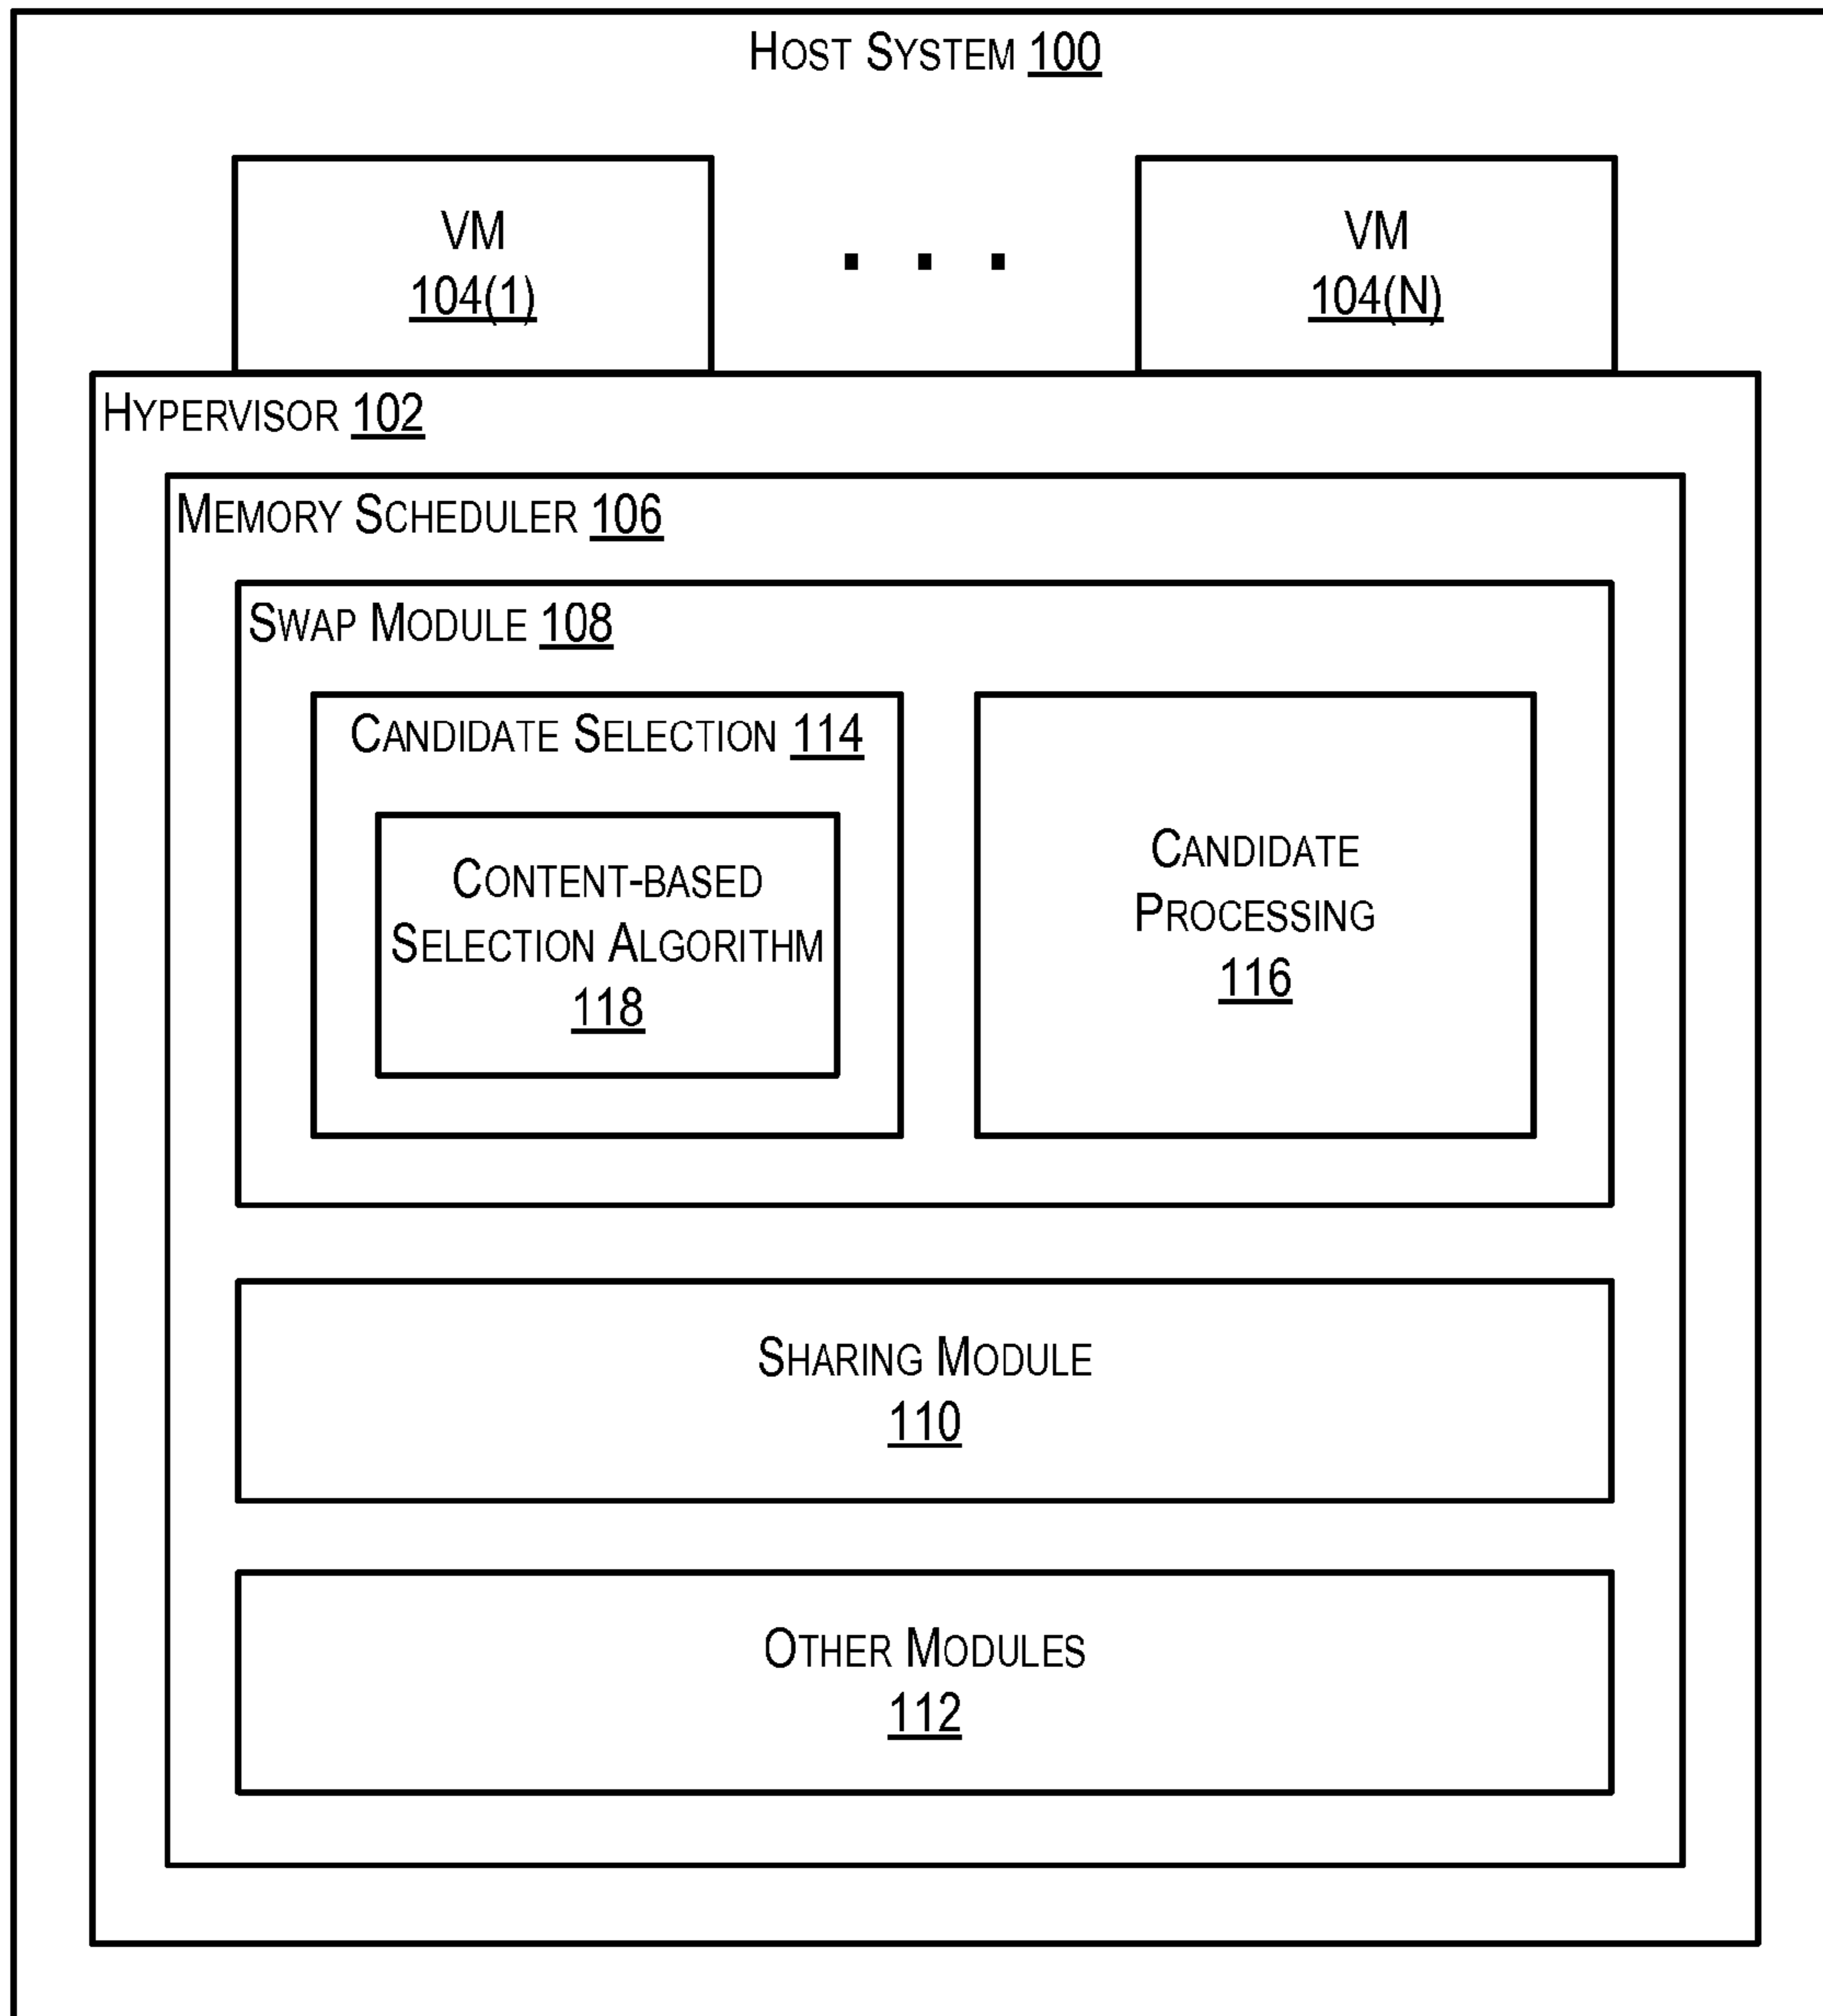 HOST SYSTEM 100
VM
104(1)
. . .
VM
104(N)
HYPERVISOR 102
MEMORY SCHEDULER 106
SWAP MODULE 108
CANDIDATE SELECTION 114
CONTENT-BASED
SELECTION ALGORITHM
118
CANDIDATE
PROCESSING
116
SHARING MODULE
110
OTHER MODULES
112